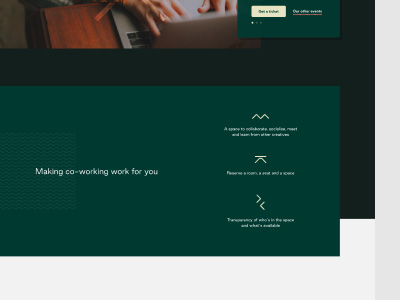 Get a ticket
Our other events
A space to collaborate, socialise, meet
and learn from other creatives
Making co-working work for you
Reserve a room, a seat and a space
Transparency of who's in the space
and what's available